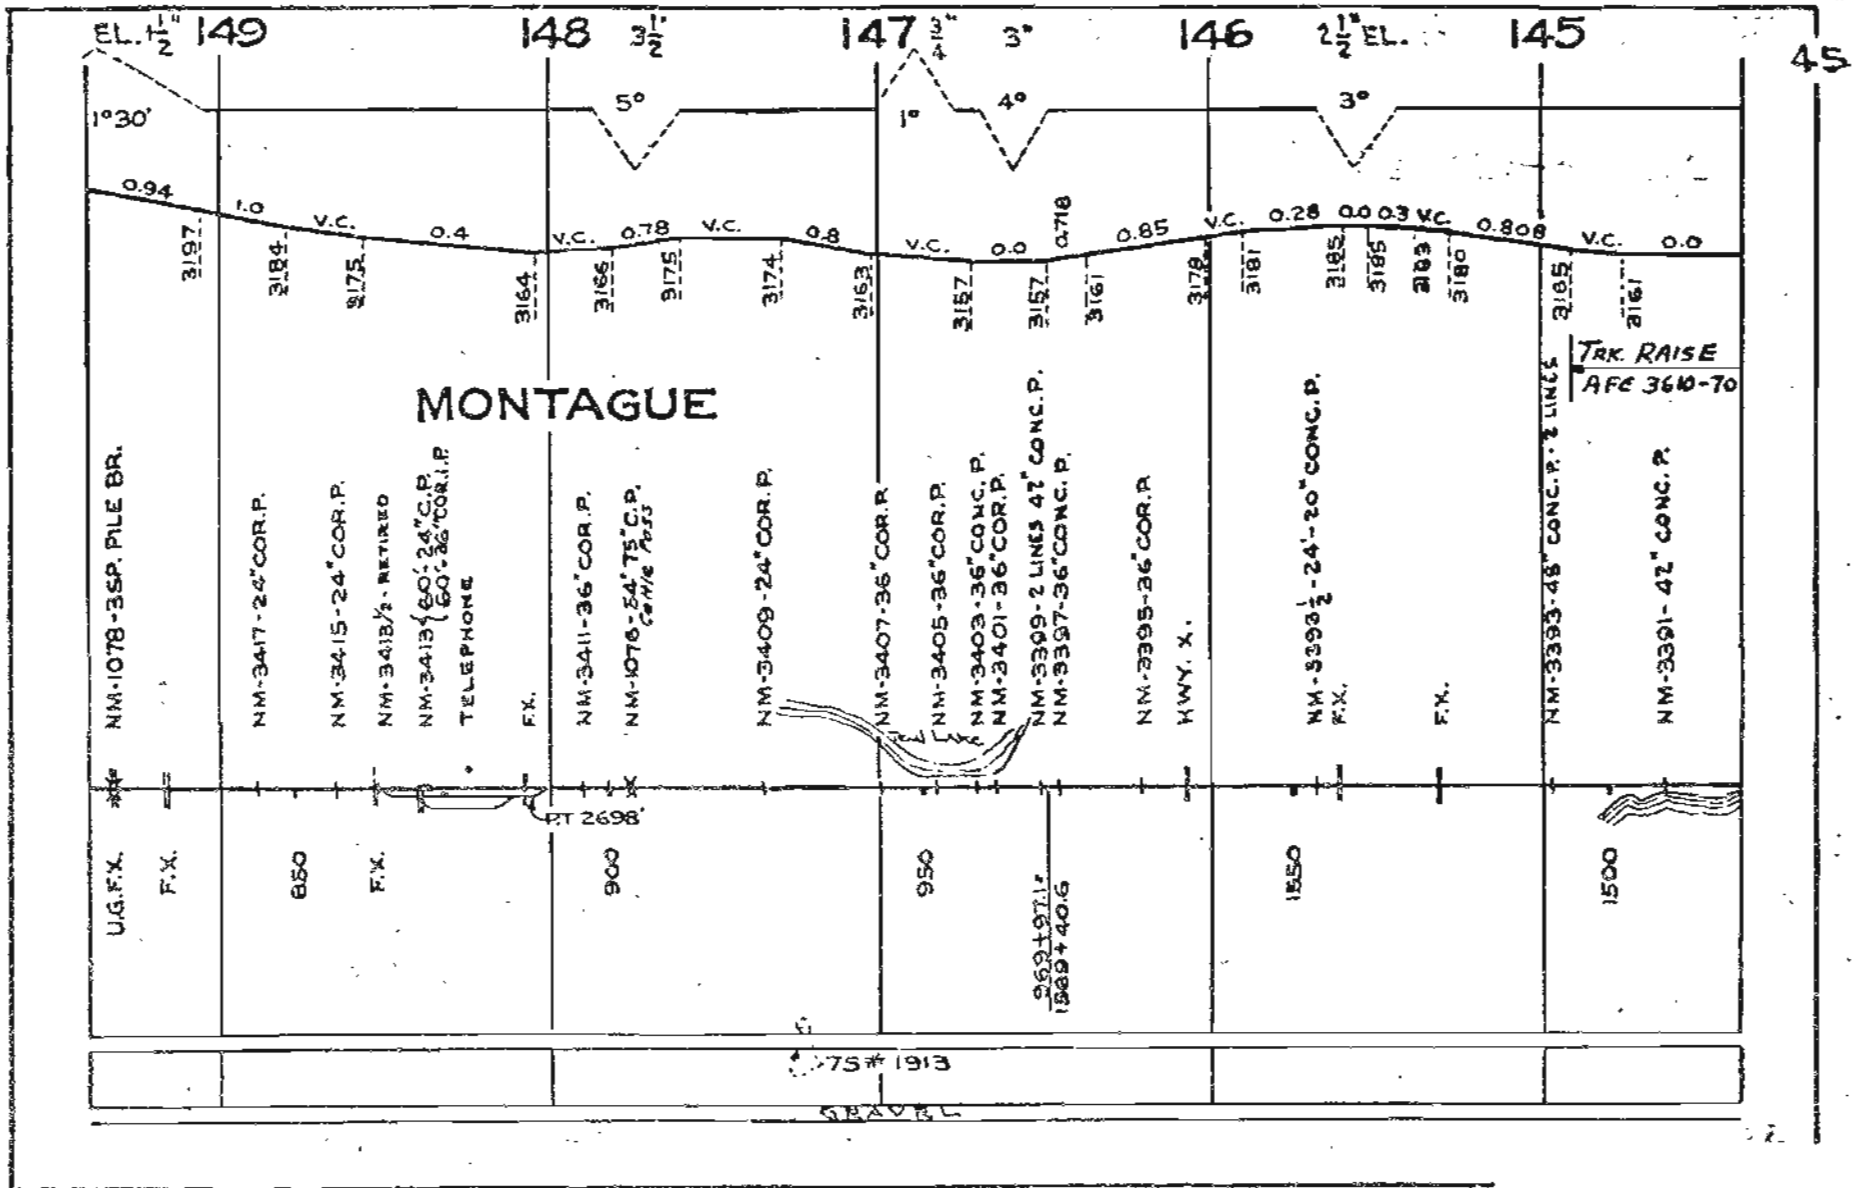 EL. 1½" 149 148 3½" 147 ¾" 3" 146 2½" EL. 145
45
1°30' 5° 1° 4° 3°
0.94 1.0 V.C. 0.4 V.C. 0.78 V.C. 0.8 V.C. 0.0 0.718 0.85 V.C. 0.28 0.0 0.3 V.C. 0.808 V.C. 0.0
3197 3184 3175 3164 3166 3175 3174 3163 3157 3157 3161 3178 3181 3185 3185 3183 3180 3165 3161
TRK. RAISE
AFE 3610-70
MONTAGUE
NM-1078-3SP. PILE BR.
NM-3417-24" COR.P.
NM-3415-24" COR.P.
NM-3413½-RETIRED
NM-3413 { 60'-24" C.P.
60'-36" COR.I.P.
TELEPHONE
F.X.
NM-3411-36" COR.P.
NM-1078-54' 75" C.P.
Cattle Pass
NM-3409-24" COR.P.
NM-3407-36" COR.P.
NM-3405-36" COR.P.
NM-3403-36" CONC.P.
NM-3401-36" COR.P.
NM-3399-2 LINES 42" CONC.P.
NM-3397-36" CONC.P.
NM-3395-36" COR.P.
HWY. X.
NM-3393½-24'-20" CONC.P.
F.X.
F.X.
NM-3393-48" CONC.P.-2 LINES
NM-3391-42" CONC.P.
LAKE
P.T 2698'
U.G.F.X.
F.X.
850
F.X.
900
950
969+97.1=
1589+40.6
1550
1500
75# 1913
GRAVEL